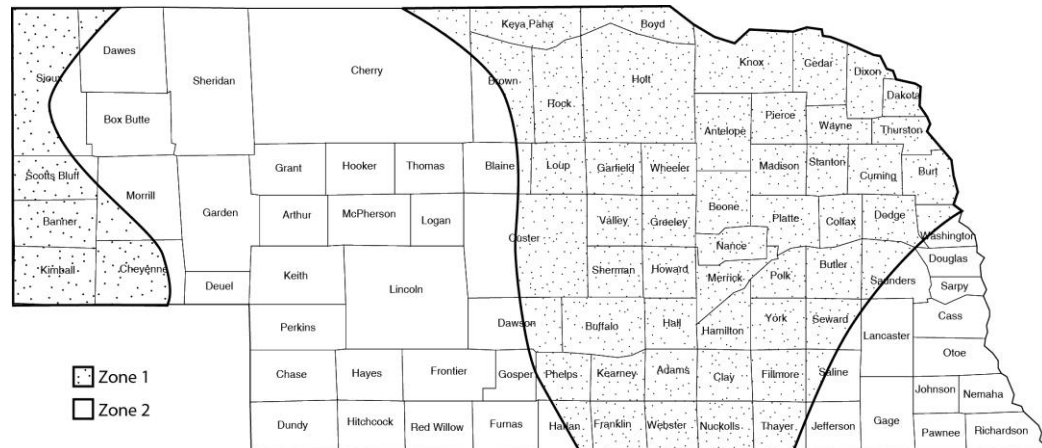 Keya Paha Boyd
Dawes
Knox Cedar
Sioux Sheridan Cherry Dixon
Brown Holt
Dakota
Rock
Box Butte Pierce
Antelope Wayne Thurston
Scotts Bluff Grant Hooker Thomas Blaine Loup Garfield Wheeler Madison Stanton
Cuming Burt
Morrill
Garden Arthur McPherson Logan Valley Greeley Boone Platte Colfax Dodge
Banner
Custer Nance Washington
Kimball Cheyenne Keith Sherman Howard Merrick Polk Butler Saunders Douglas
Deuel Lincoln Sarpy
Perkins Dawson Buffalo Hall Hamilton York Seward Lancaster Cass
Otoe
Zone 1 Chase Hayes Frontier Gosper Phelps Kearney Adams Clay Fillmore Saline
Johnson Nemaha
Zone 2 Dundy Hitchcock Red Willow Furnas Harlan Franklin Webster Nuckolls Thayer Jefferson Gage
Pawnee Richardson